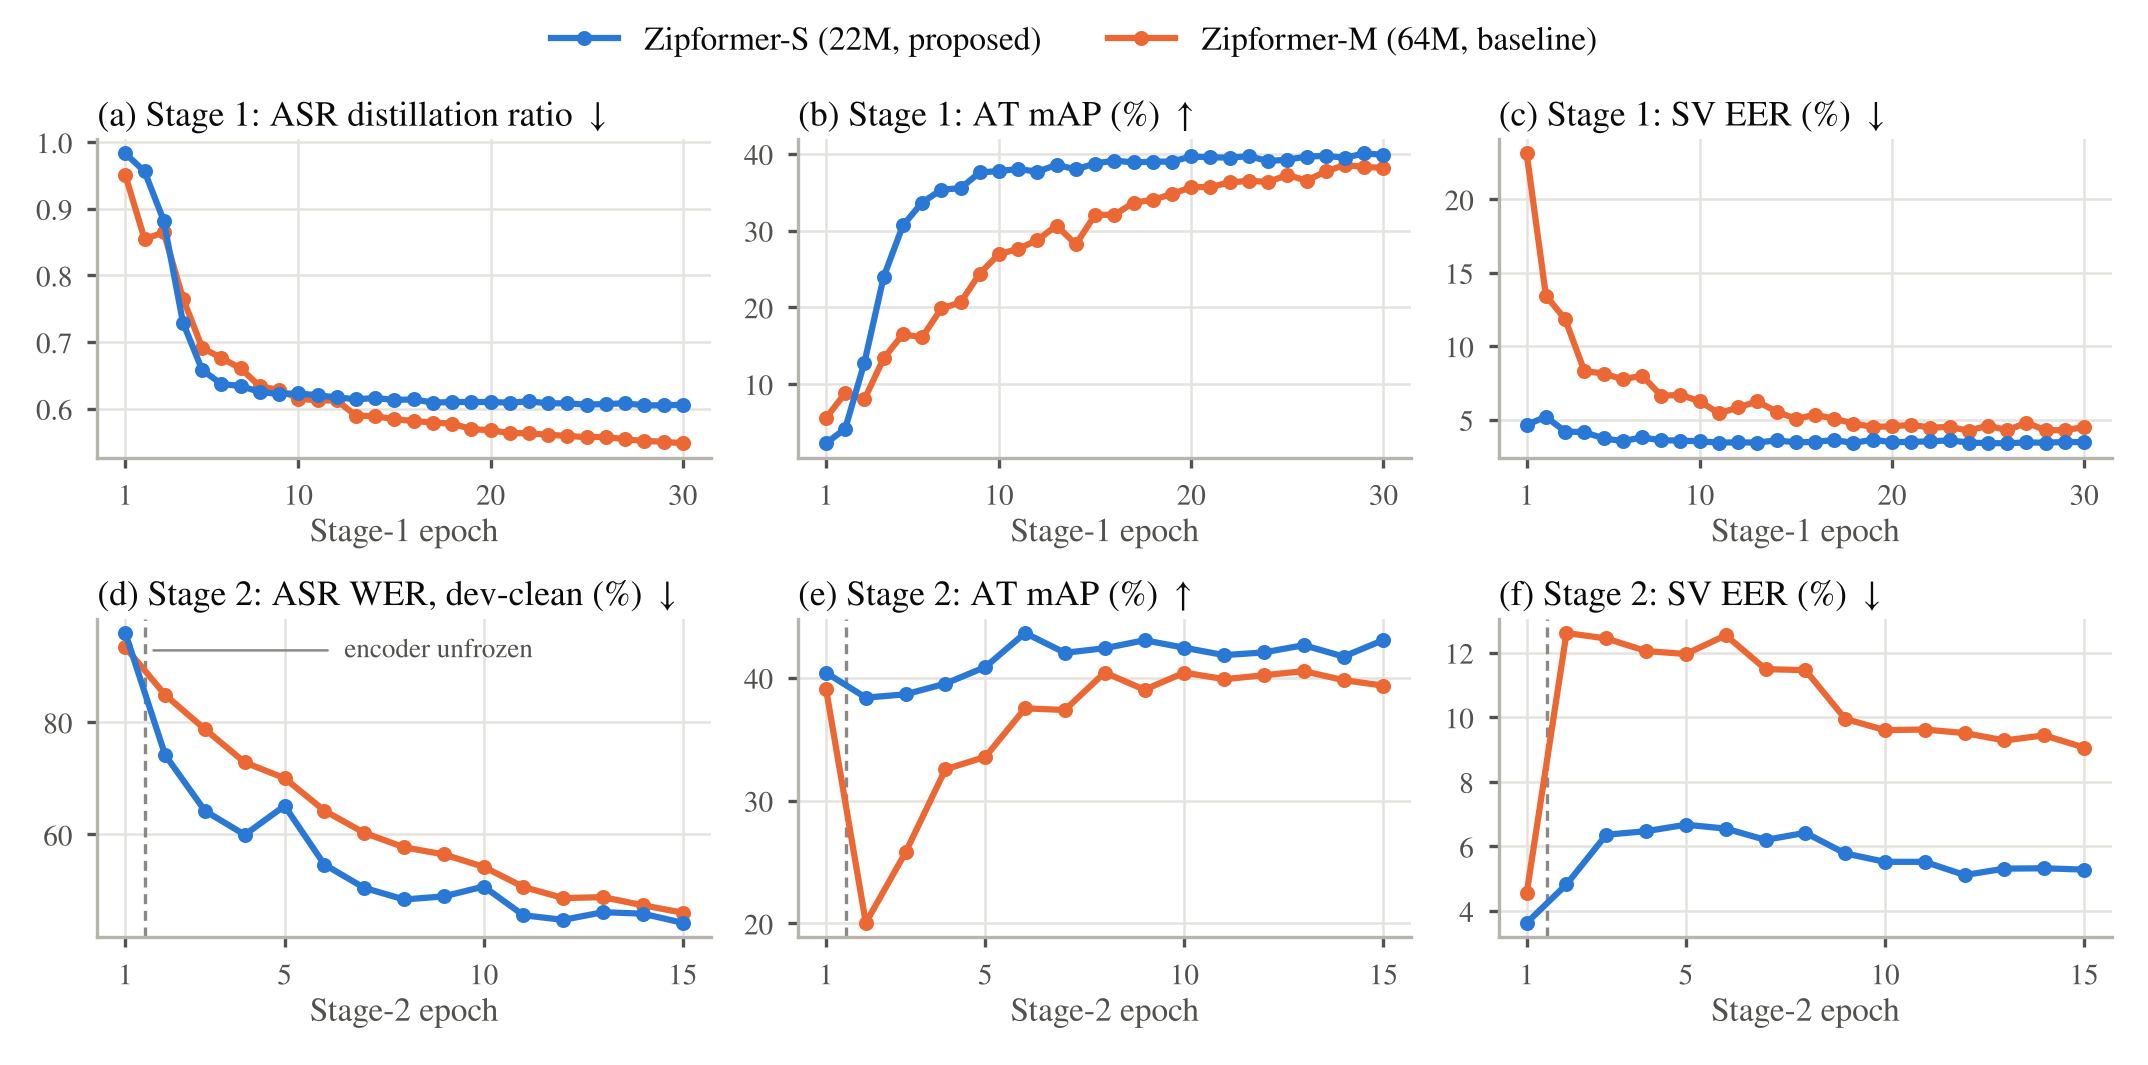 Zipformer-S (22M, proposed) Zipformer-M (64M, baseline)
(a) Stage 1: ASR distillation ratio ↓
1.0
0.9
0.8
0.7
0.6
1 10 20 30
Stage-1 epoch
(b) Stage 1: AT mAP (%) ↑
40
30
20
10
1 10 20 30
Stage-1 epoch
(c) Stage 1: SV EER (%) ↓
20
15
10
5
1 10 20 30
Stage-1 epoch
(d) Stage 2: ASR WER, dev-clean (%) ↓
encoder unfrozen
80
60
1 5 10 15
Stage-2 epoch
(e) Stage 2: AT mAP (%) ↑
40
30
20
1 5 10 15
Stage-2 epoch
(f) Stage 2: SV EER (%) ↓
12
10
8
6
4
1 5 10 15
Stage-2 epoch